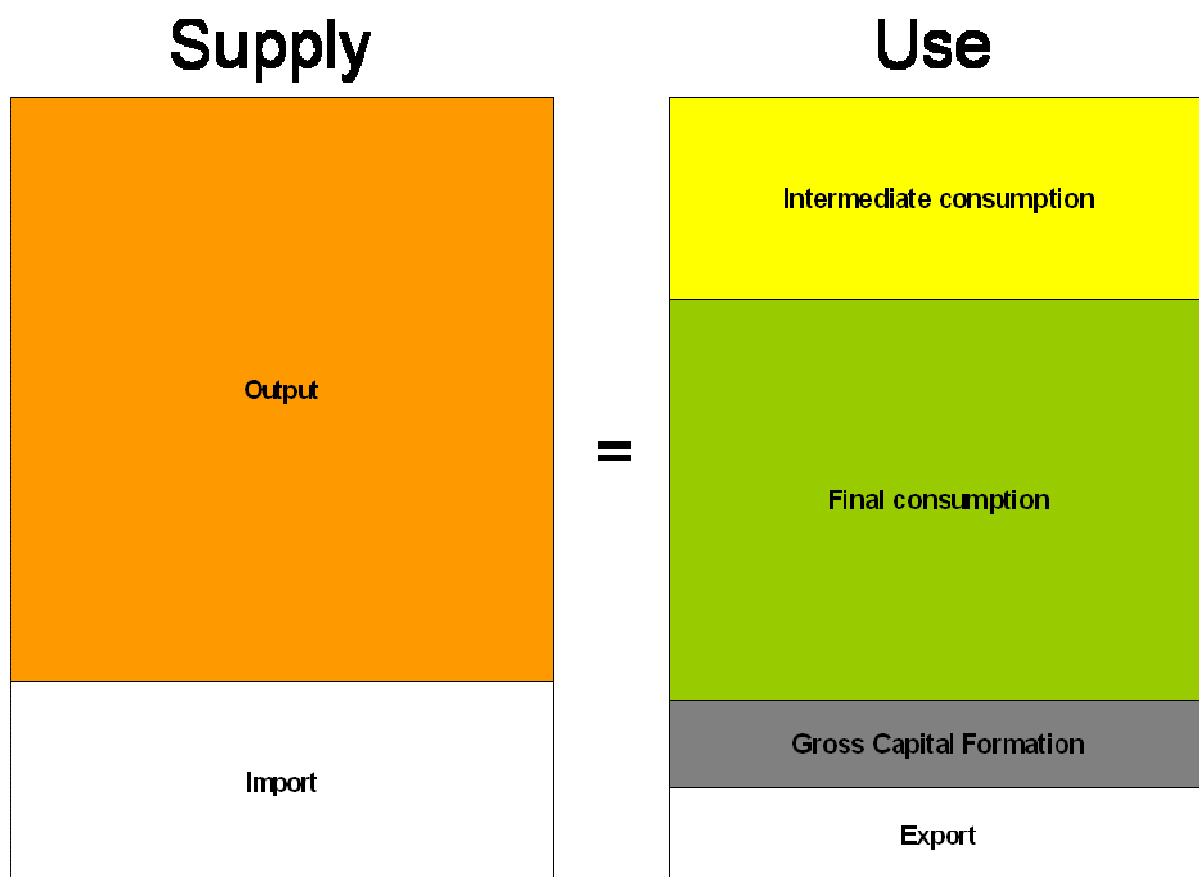 Supply
Use
Output
Import
=
Intermediate consumption
Final consumption
Gross Capital Formation
Export